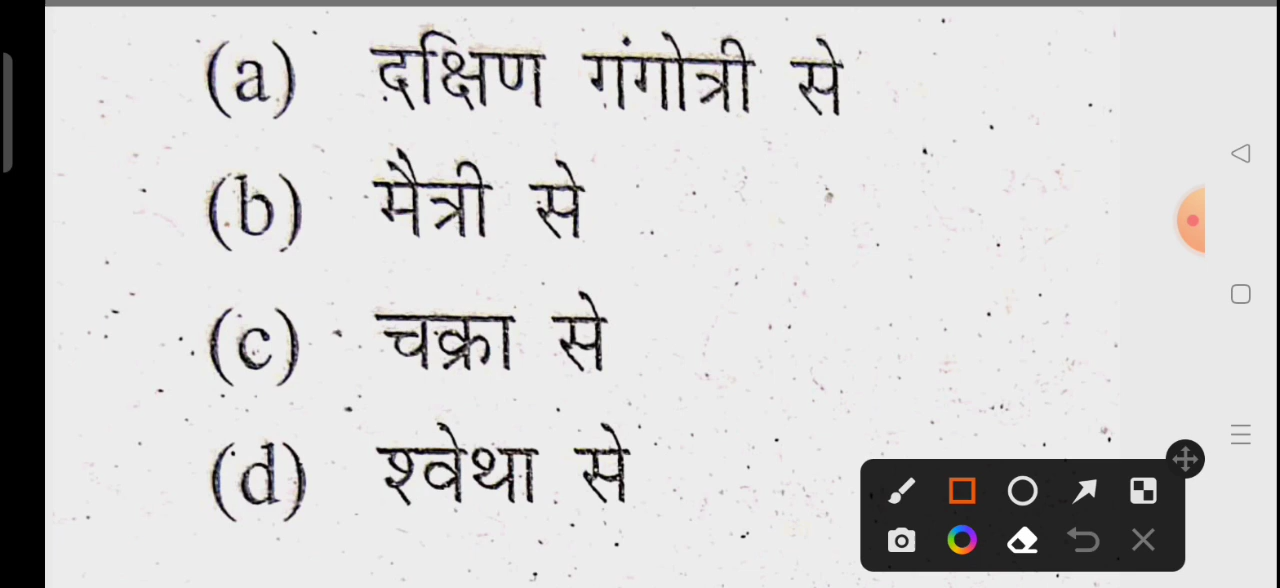 (a) दक्षिण गंगोत्री से
(b) मैत्री से
(c) चक्रा से
(d) श्वेथा से